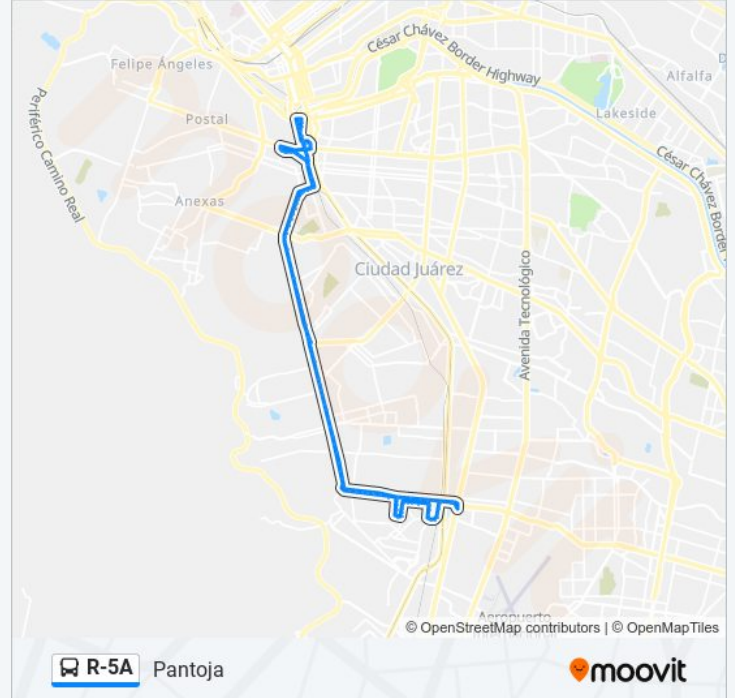 César Chávez Border Highway
Felipe Ángeles
Alfalfa
Lakeside
Postal
Periférico Camino Real
César Chávez Border
Anexas
Ciudad Juárez
Avenida Tecnológico
Aeropuerto
© OpenStreetMap contributors | © OpenMapTiles
R-5A Pantoja
moovit